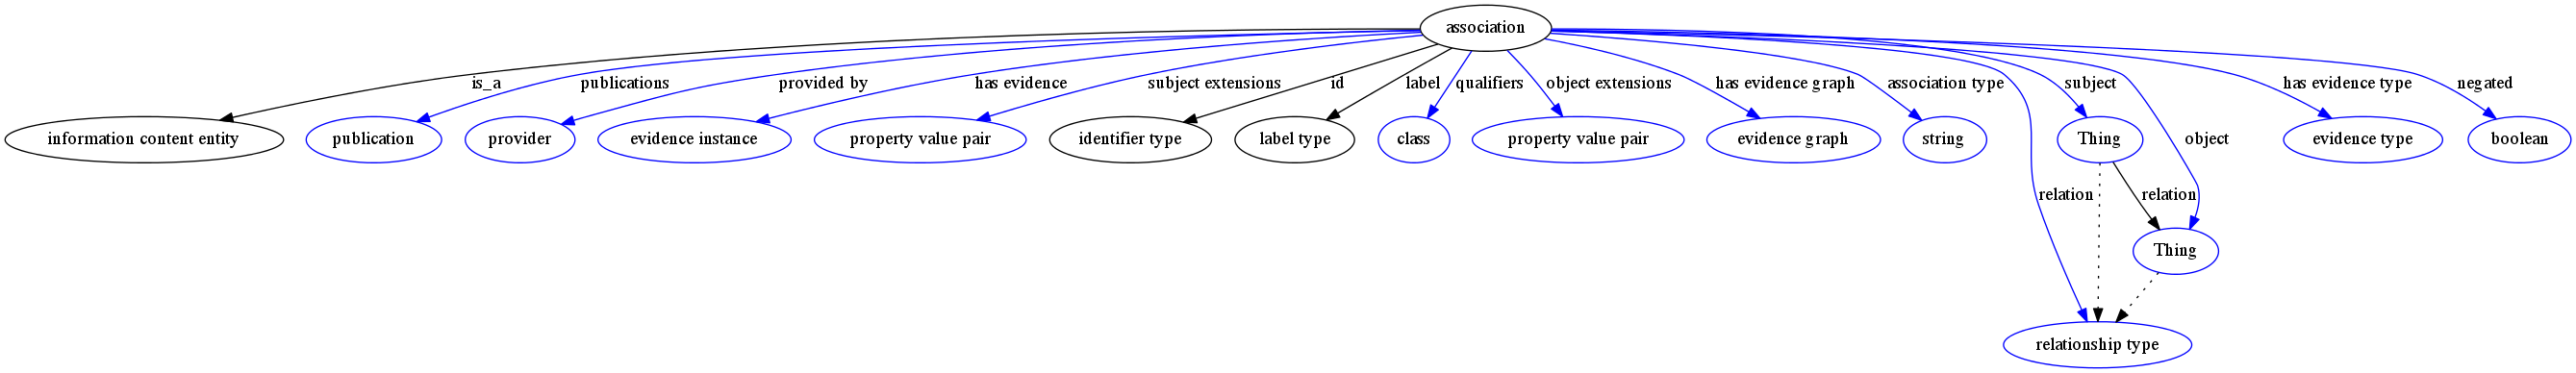 association
is_a
publications
provided by
has evidence
subject extensions
id
label
qualifiers
object extensions
has evidence graph
association type
subject
has evidence type
negated
information content entity
publication
provider
evidence instance
property value pair
identifier type
label type
class
property value pair
evidence graph
string
Thing
object
evidence type
boolean
relation
relation
Thing
relationship type